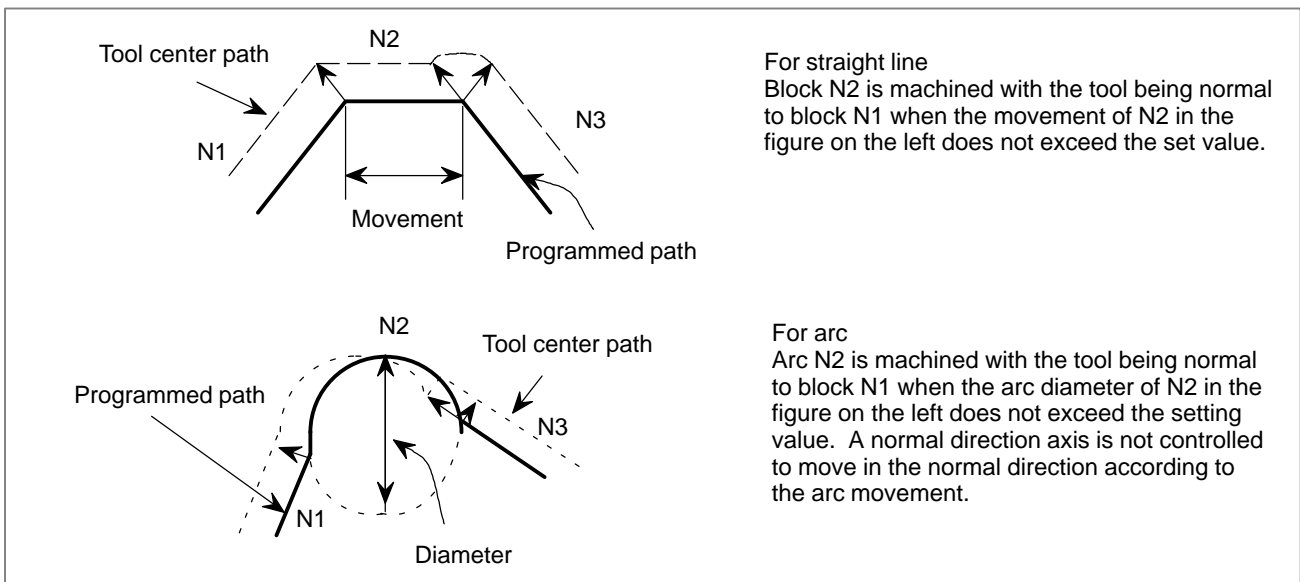 N2
Tool center path
N3
N1
Movement
Programmed path
For straight line
Block N2 is machined with the tool being normal
to block N1 when the movement of N2 in the
figure on the left does not exceed the set value.
N2
Tool center path
Programmed path
N3
N1
Diameter
For arc
Arc N2 is machined with the tool being normal
to block N1 when the arc diameter of N2 in the
figure on the left does not exceed the setting
value.  A normal direction axis is not controlled
to move in the normal direction according to
the arc movement.